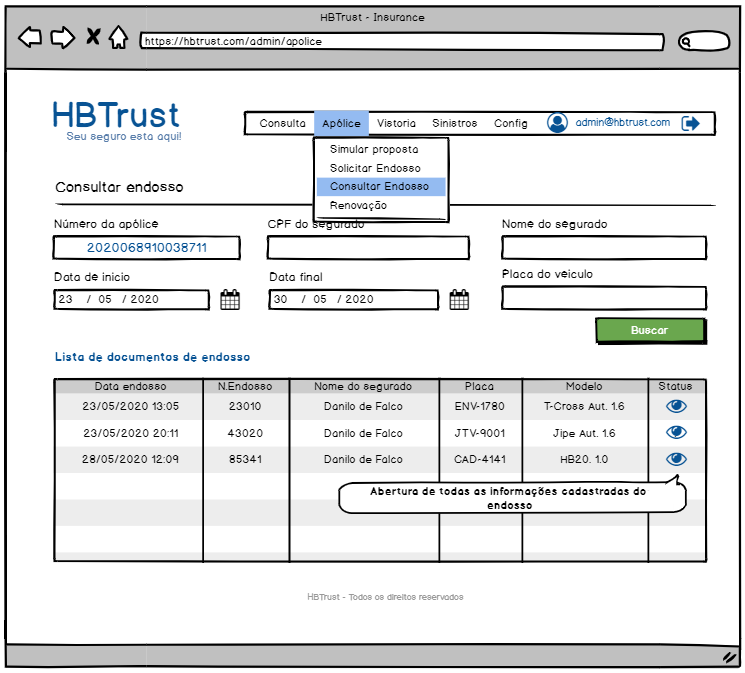 HBTrust - Insurance
https://hbtrust.com/admin/apolice
HBTrust
Seu seguro esta aqui!
Consulta Apólice Vistoria Sinistros Config admin@hbtrust.com
Simular proposta
Solicitar Endosso
Consultar Endosso
Renovação
Consultar endosso
Número da apólice CPF do segurado Nome do segurado
2020068910038711
Data de inicio Data final Placa do veículo
23 / 05 / 2020 30 / 05 / 2020
Buscar
Lista de documentos de endosso
Data endosso N.Endosso Nome do segurado Placa Modelo Status
23/05/2020 13:05 23010 Danilo de Falco ENV-1780 T-Cross Aut. 1.6
23/05/2020 20:11 43020 Danilo de Falco JTV-9001 Jipe Aut. 1.6
28/05/2020 12:09 85341 Danilo de Falco CAD-4141 HB20. 1.0
Abertura de todas as informações cadastradas do
endosso
HBTrust - Todos os direitos reservados